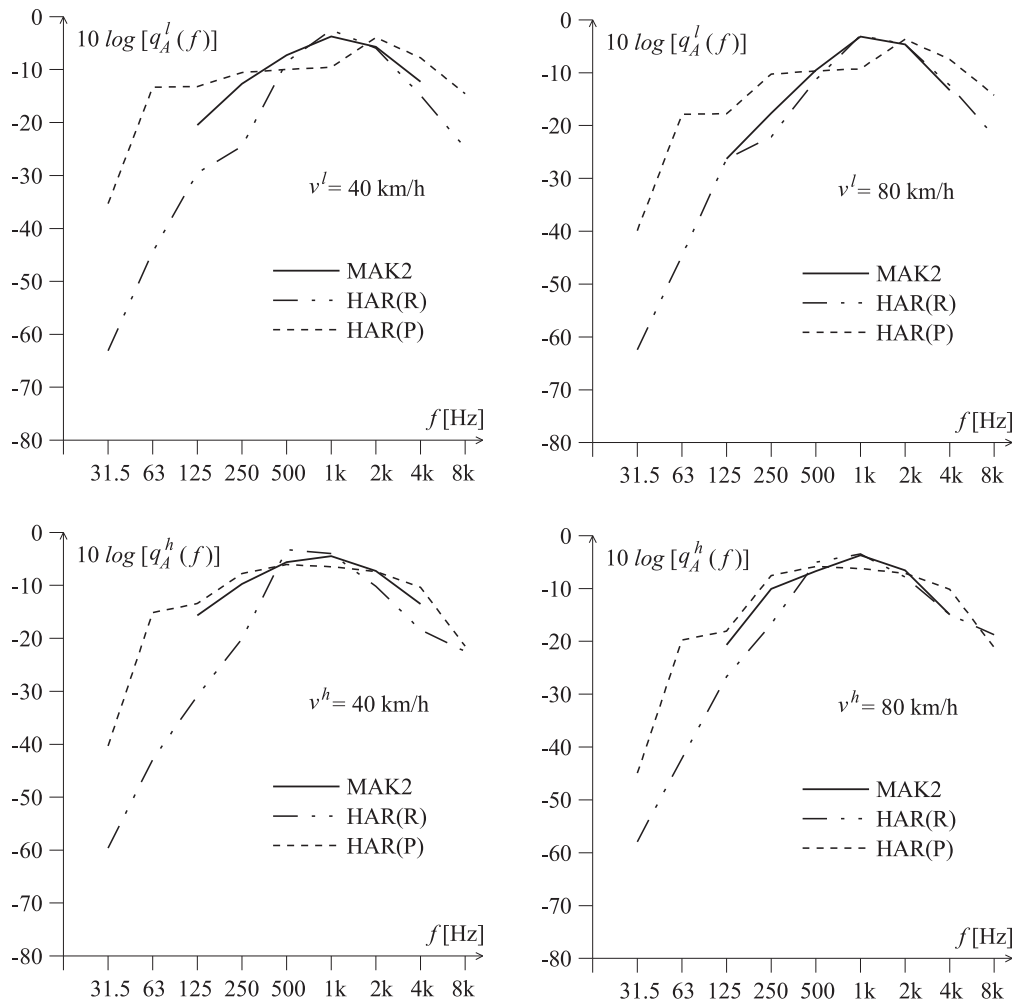 0
10 log [q_A^l (f)]
-10
-20
-30
v^l = 40 km/h
-40
MAK2
-50
HAR(R)
HAR(P)
-60
-70
f [Hz]
-80
31.5 63 125 250 500 1k 2k 4k 8k
0
10 log [q_A^l (f)]
-10
-20
-30
v^l = 80 km/h
-40
MAK2
-50
HAR(R)
HAR(P)
-60
-70
f [Hz]
-80
31.5 63 125 250 500 1k 2k 4k 8k
0
10 log [q_A^h (f)]
-10
-20
-30
v^h = 40 km/h
-40
MAK2
-50
HAR(R)
HAR(P)
-60
-70
f [Hz]
-80
31.5 63 125 250 500 1k 2k 4k 8k
0
10 log [q_A^h (f)]
-10
-20
-30
v^h = 80 km/h
-40
MAK2
-50
HAR(R)
HAR(P)
-60
-70
f [Hz]
-80
31.5 63 125 250 500 1k 2k 4k 8k